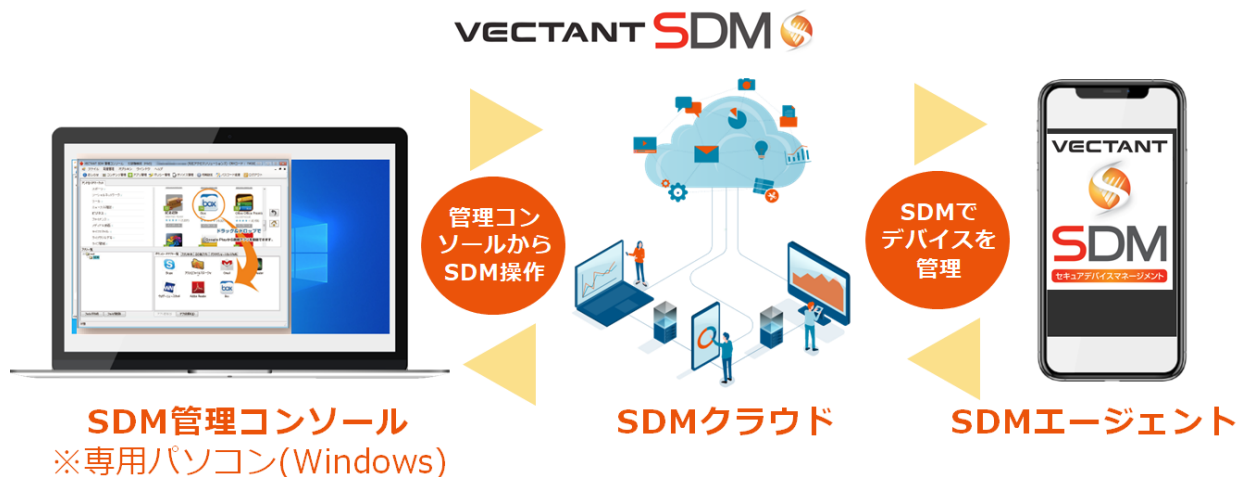 VECTANT SDM
管理コン
ソールから
SDM操作
SDMで
デバイスを
管理
VECTANT
SDM
セキュアデバイスマネージメント
box
SDM管理コンソール
※専用パソコン(Windows)
SDMクラウド
SDMエージェント